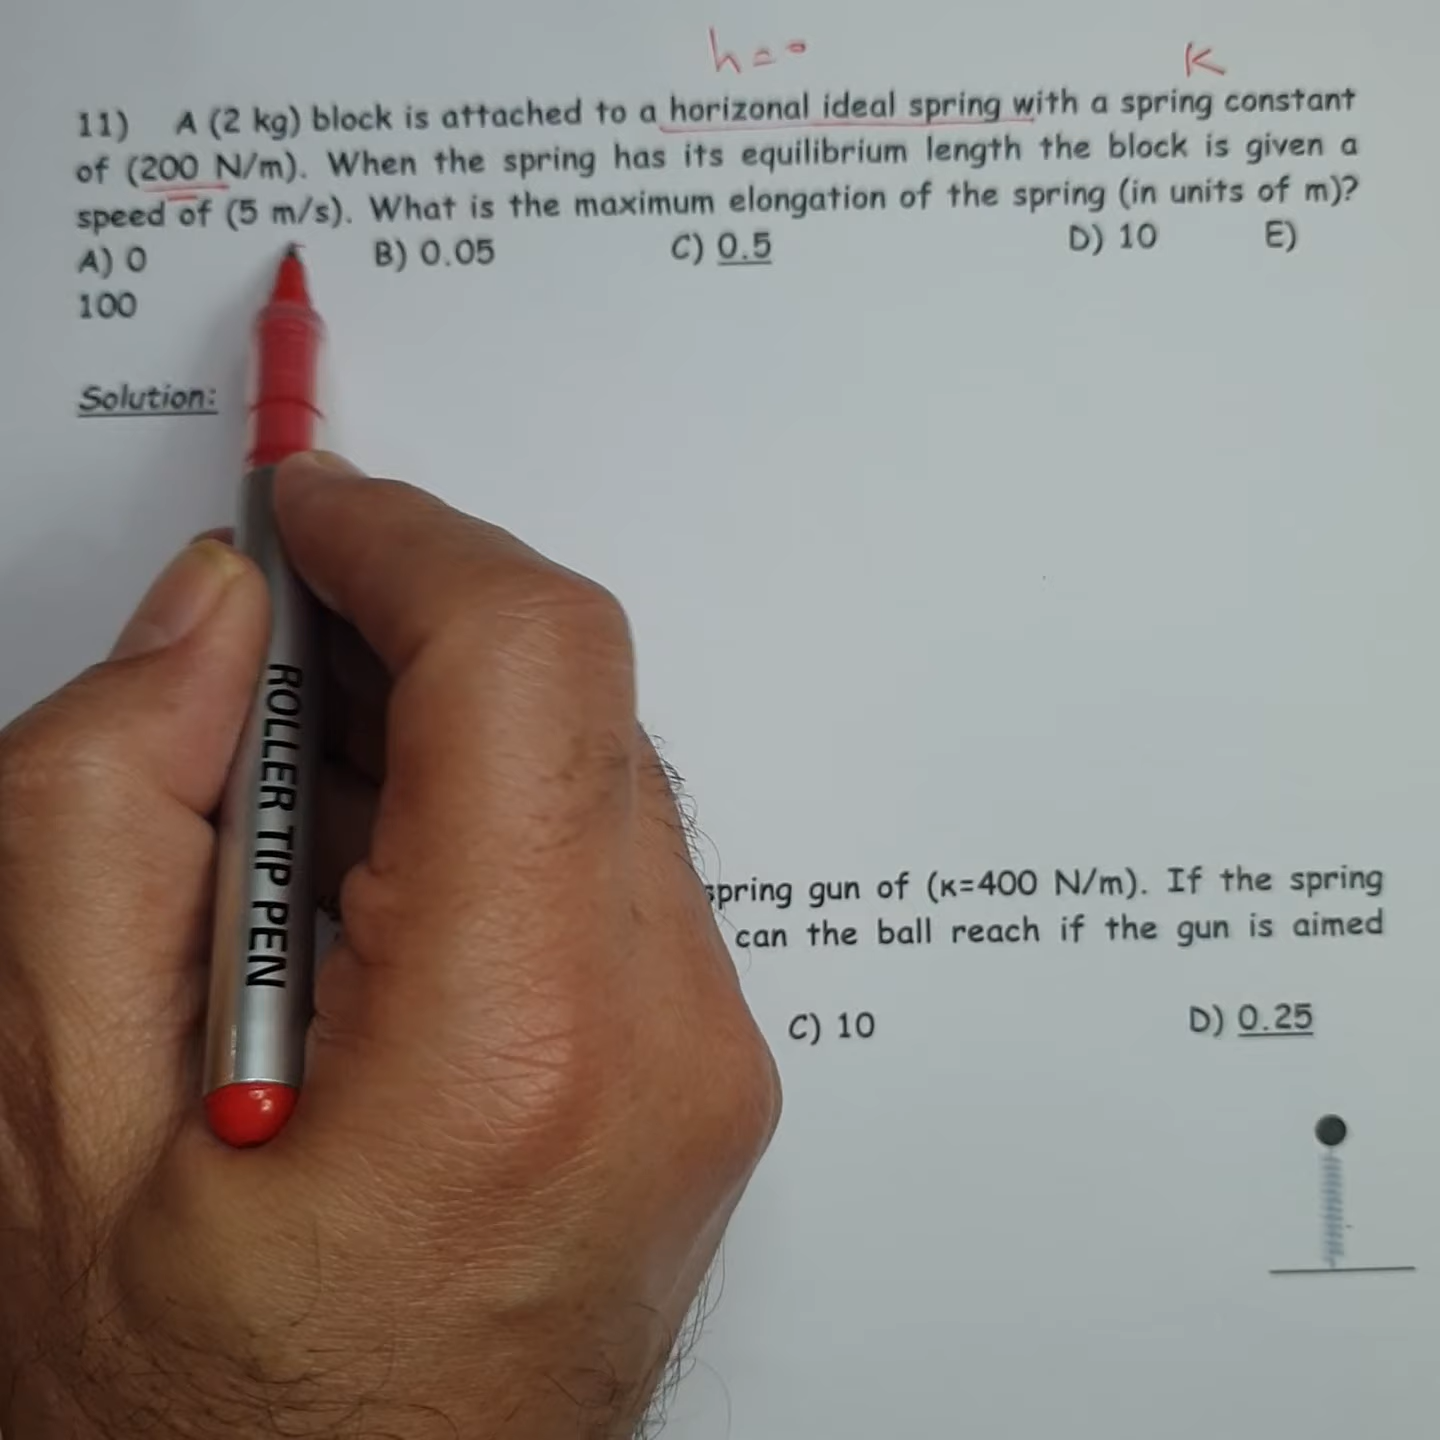 h=0
K
11) A (2 kg) block is attached to a horizonal ideal spring with a spring constant
of (200 N/m). When the spring has its equilibrium length the block is given a
speed of (5 m/s). What is the maximum elongation of the spring (in units of m)?
A) 0 B) 0.05 C) 0.5 D) 10 E)
100
Solution:
ROLLER TIP PEN
spring gun of (κ=400 N/m). If the spring
can the ball reach if the gun is aimed
C) 10 D) 0.25